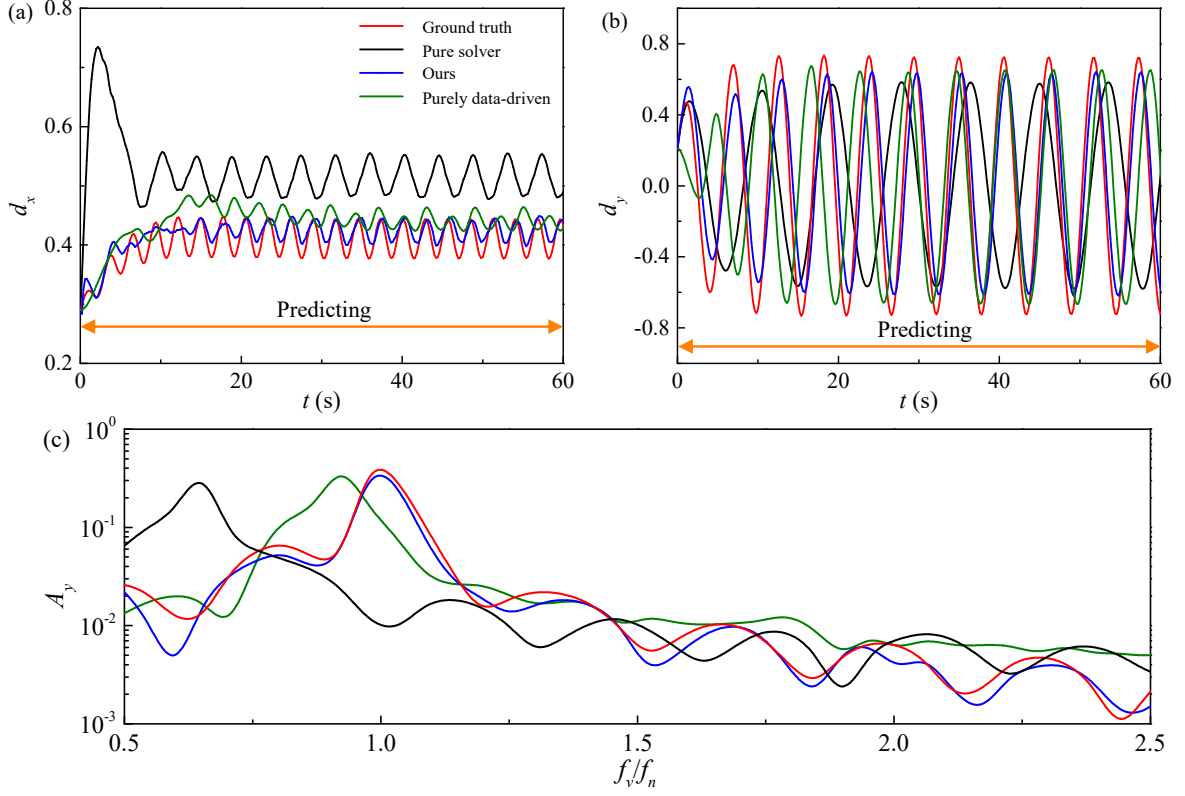 (a)
0.8
0.6
0.4
0.2
d_x
Ground truth
Pure solver
Ours
Purely data-driven
Predicting
0 20 40 60
t (s)
(b)
0.8
0.4
0.0
-0.4
-0.8
d_y
Predicting
0 20 40 60
t (s)
(c)
10^0
10^-1
10^-2
10^-3
A_y
0.5 1.0 1.5 2.0 2.5
f_v/f_n